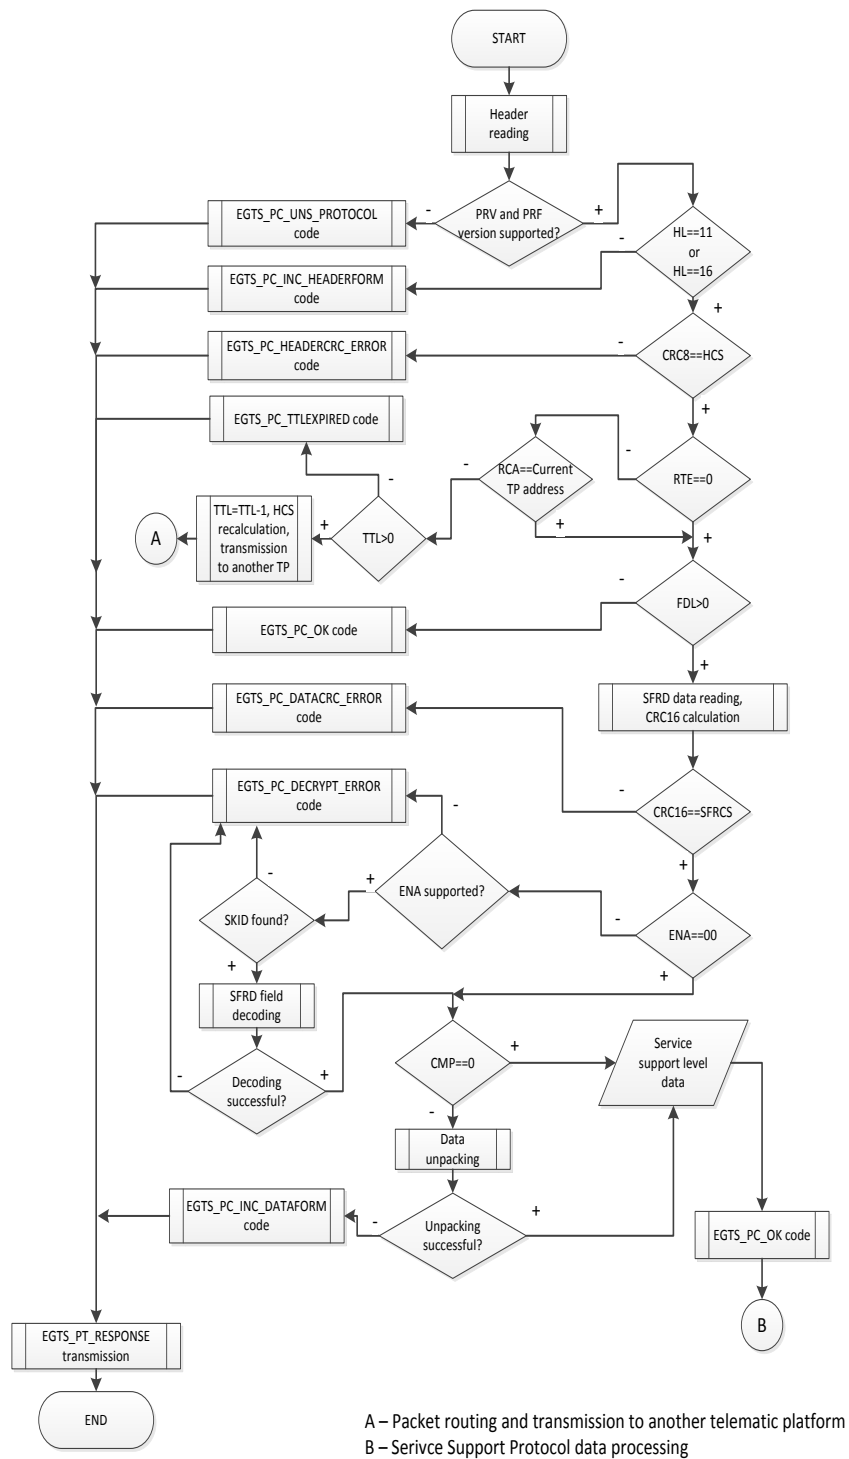 START
Header
reading
PRV and PRF
version supported?
-
+
EGTS_PC_UNS_PROTOCOL
code
HL==11
or
HL==16
-
+
EGTS_PC_INC_HEADERFORM
code
CRC8==HCS
-
+
EGTS_PC_HEADERCRC_ERROR
code
EGTS_PC_TTLEXPIRED code
RTE==0
-
+
RCA==Current
TP address
-
+
TTL>0
-
+
TTL=TTL-1, HCS
recalculation,
transmission
to another TP
A
FDL>0
-
+
EGTS_PC_OK code
SFRD data reading,
CRC16 calculation
EGTS_PC_DATACRC_ERROR
code
CRC16==SFRCS
-
+
EGTS_PC_DECRYPT_ERROR
code
ENA supported?
-
+
ENA==00
-
+
SKID found?
-
+
SFRD field
decoding
Decoding
successful?
-
+
CMP==0
+
-
Service
support level
data
Data
unpacking
Unpacking
successful?
-
+
EGTS_PC_INC_DATAFORM
code
EGTS_PC_OK code
B
EGTS_PT_RESPONSE
transmission
END
A – Packet routing and transmission to another telematic platform
B – Serivce Support Protocol data processing